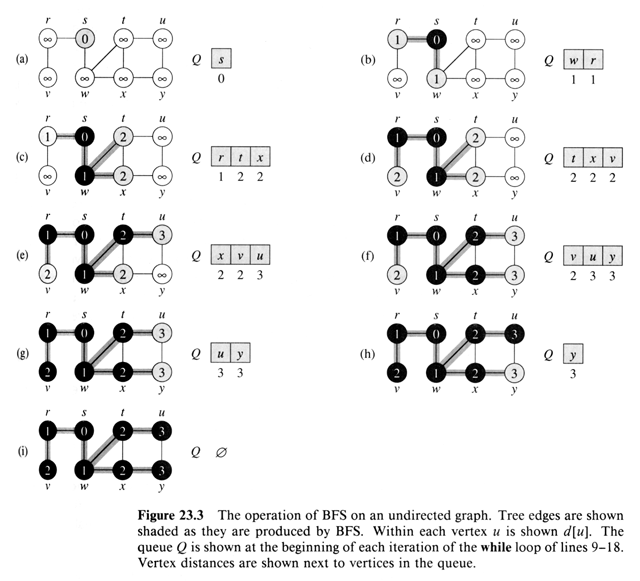 r s t u
∞ 0 ∞ ∞
(a) Q s
0
∞ ∞ ∞ ∞
v w x y
r s t u
1 0 ∞ ∞
(b) Q w r
1 1
∞ 1 ∞ ∞
v w x y
r s t u
1 0 2 ∞
(c) Q r t x
1 2 2
∞ 1 2 ∞
v w x y
r s t u
1 0 2 ∞
(d) Q t x v
2 2 2
2 1 2 ∞
v w x y
r s t u
1 0 2 3
(e) Q x v u
2 2 3
2 1 2 ∞
v w x y
r s t u
1 0 2 3
(f) Q v u y
2 3 3
2 1 2 3
v w x y
r s t u
1 0 2 3
(g) Q u y
3 3
2 1 2 3
v w x y
r s t u
1 0 2 3
(h) Q y
3
2 1 2 3
v w x y
r s t u
1 0 2 3
(i) Q ∅
2 1 2 3
v w x y
Figure 23.3 The operation of BFS on an undirected graph. Tree edges are shown
shaded as they are produced by BFS. Within each vertex u is shown d[u]. The
queue Q is shown at the beginning of each iteration of the while loop of lines 9–18.
Vertex distances are shown next to vertices in the queue.